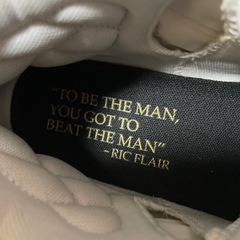 "TO BE THE MAN,
YOU GOT TO
BEAT THE MAN"
- RIC FLAIR